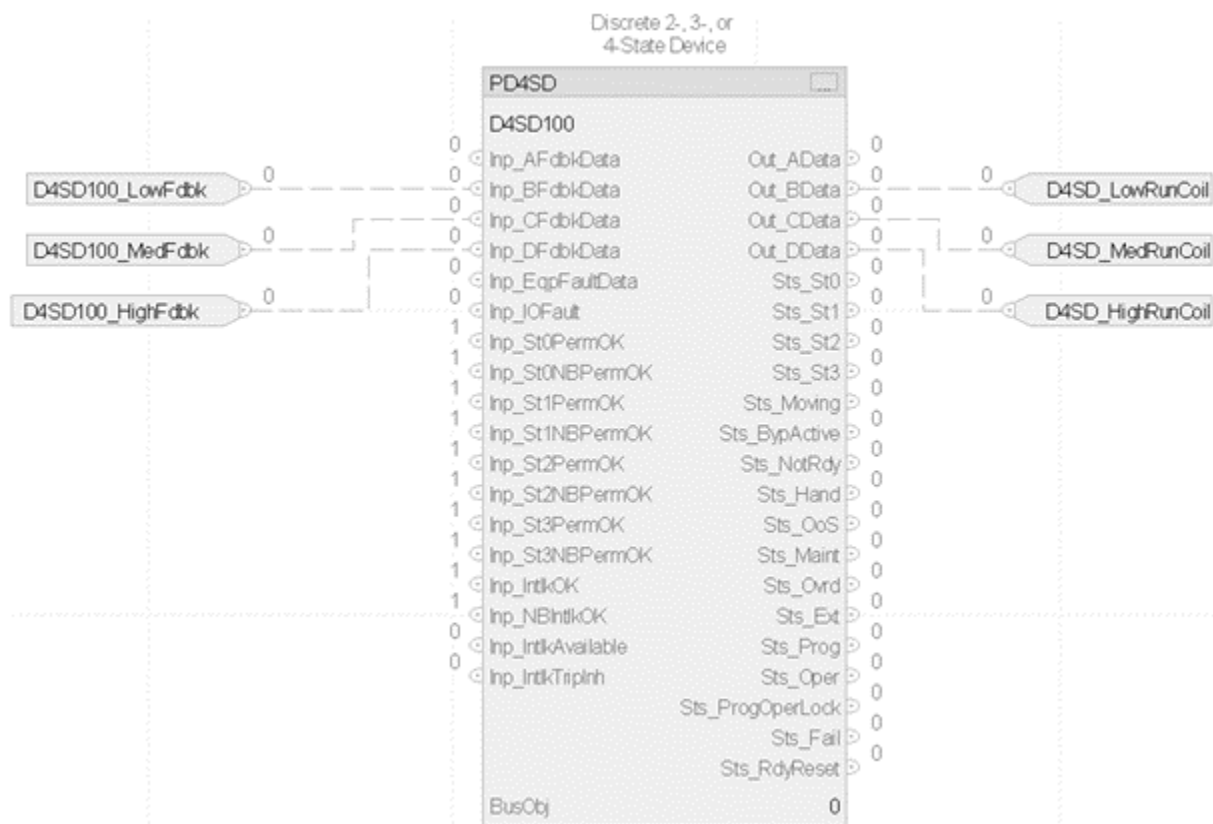 Discrete 2-, 3-, or
4-State Device
PD4SD ...
D4SD100
0 Inp_AFdbkData Out_AData 0
D4SD100_LowFdbk 0 0 Inp_BFdbkData Out_BData 0 0 D4SD_LowRunCoil
0 Inp_CFdbkData Out_CData 0
D4SD100_MedFdbk 0 0 Inp_DFdbkData Out_DData 0 0 D4SD_MedRunCoil
0 Inp_EqpFaultData Sts_St0 0
D4SD100_HighFdbk 0 0 Inp_IOFault Sts_St1 0 0 D4SD_HighRunCoil
1 Inp_St0PermOK Sts_St2 0
1 Inp_St0NBPermOK Sts_St3 0
1 Inp_St1PermOK Sts_Moving 0
1 Inp_St1NBPermOK Sts_BypActive 0
1 Inp_St2PermOK Sts_NotRdy 0
1 Inp_St2NBPermOK Sts_Hand 0
1 Inp_St3PermOK Sts_OoS 0
1 Inp_St3NBPermOK Sts_Maint 0
1 Inp_IntlkOK Sts_Ovrd 0
1 Inp_NBIntlkOK Sts_Ext 0
0 Inp_IntlkAvailable Sts_Prog 0
0 Inp_IntlkTripInh Sts_Oper 0
Sts_ProgOperLock 0
Sts_Fail 0
Sts_RdyReset 0
BusObj 0